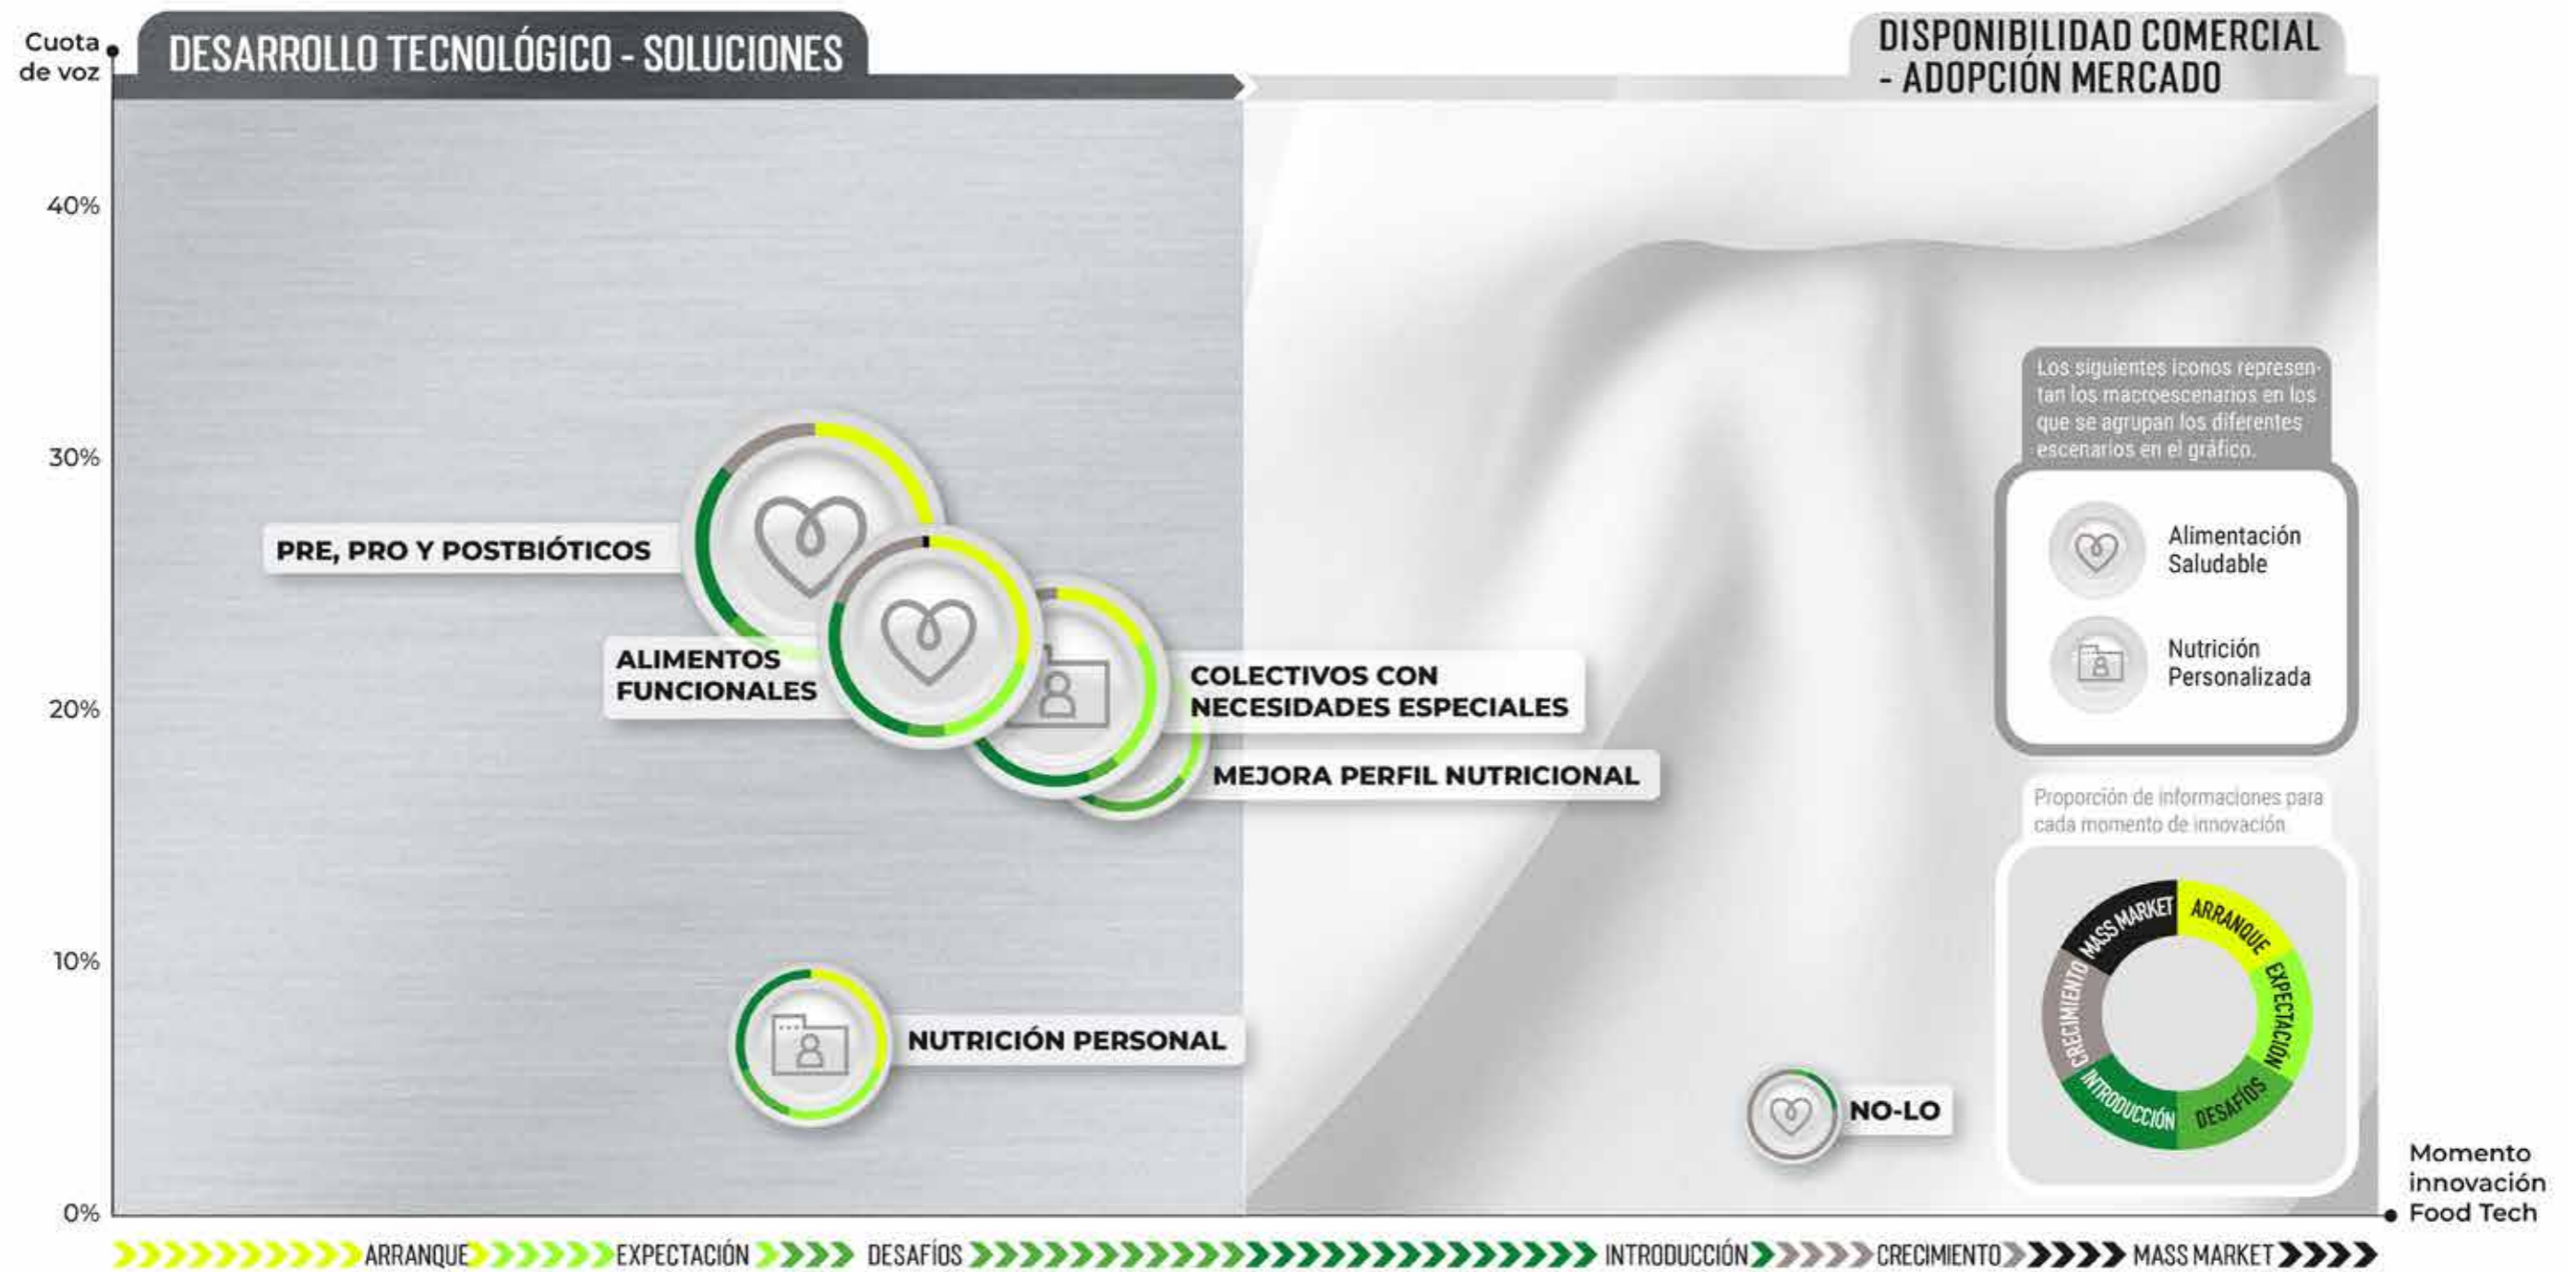 Cuota
de voz
DESARROLLO TECNOLÓGICO - SOLUCIONES
DISPONIBILIDAD COMERCIAL
- ADOPCIÓN MERCADO
40%
30%
20%
10%
0%
PRE, PRO Y POSTBIÓTICOS
ALIMENTOS
FUNCIONALES
COLECTIVOS CON
NECESIDADES ESPECIALES
MEJORA PERFIL NUTRICIONAL
NUTRICIÓN PERSONAL
NO-LO
Los siguientes iconos represen-
tan los macroescenarios en los
que se agrupan los diferentes
escenarios en el gráfico.
Alimentación
Saludable
Nutrición
Personalizada
Proporción de informaciones para
cada momento de innovación
MASS MARKET
ARRANQUE
EXPECTACIÓN
DESAFÍOS
INTRODUCCIÓN
CRECIMIENTO
Momento
innovación
Food Tech
ARRANQUE EXPECTACIÓN DESAFÍOS INTRODUCCIÓN CRECIMIENTO MASS MARKET